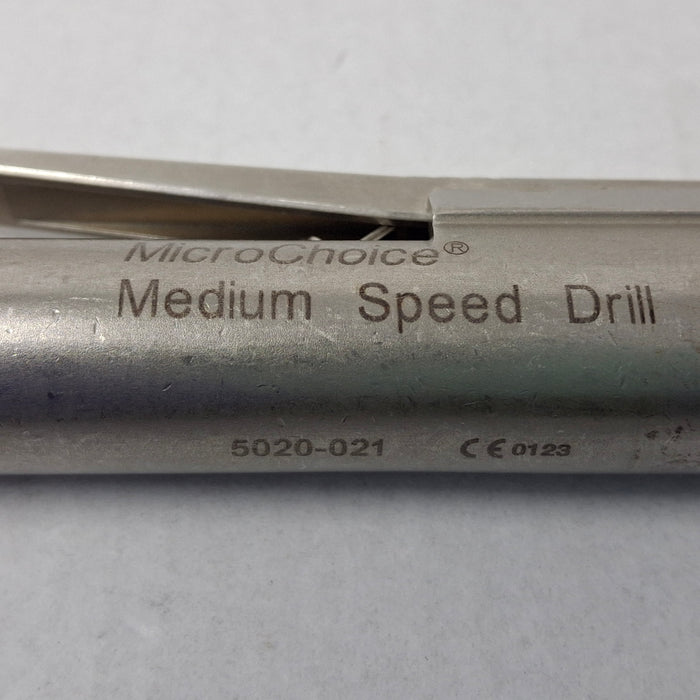 MicroChoice®
Medium Speed Drill
5020-021 CE 0123